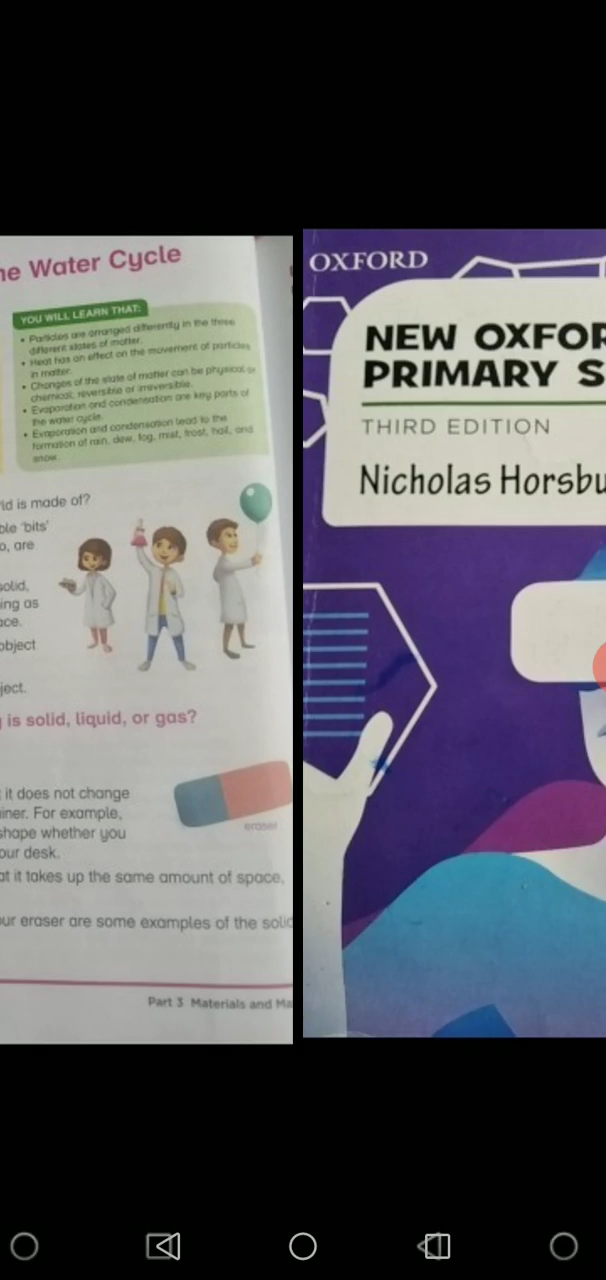 he Water Cycle
YOU WILL LEARN THAT:
• Particles are arranged differently in the three
different states of matter.
• Heat has an effect on the movement of particles
in matter.
• Changes of the state of matter can be physical or
chemical, reversible or irreversible.
• Evaporation and condensation are key parts of
the water cycle.
• Evaporation and condensation lead to the
formation of rain, dew, fog, mist, frost, hail, and
snow.
ld is made of?
ble 'bits'
o, are
solid,
ing as
ace.
object
ject.
is solid, liquid, or gas?
it does not change
iner. For example,
shape whether you
our desk.
eraser
at it takes up the same amount of space,
ur eraser are some examples of the solid
Part 3 Materials and Ma
OXFORD
NEW OXFOR
PRIMARY S
THIRD EDITION
Nicholas Horsbu